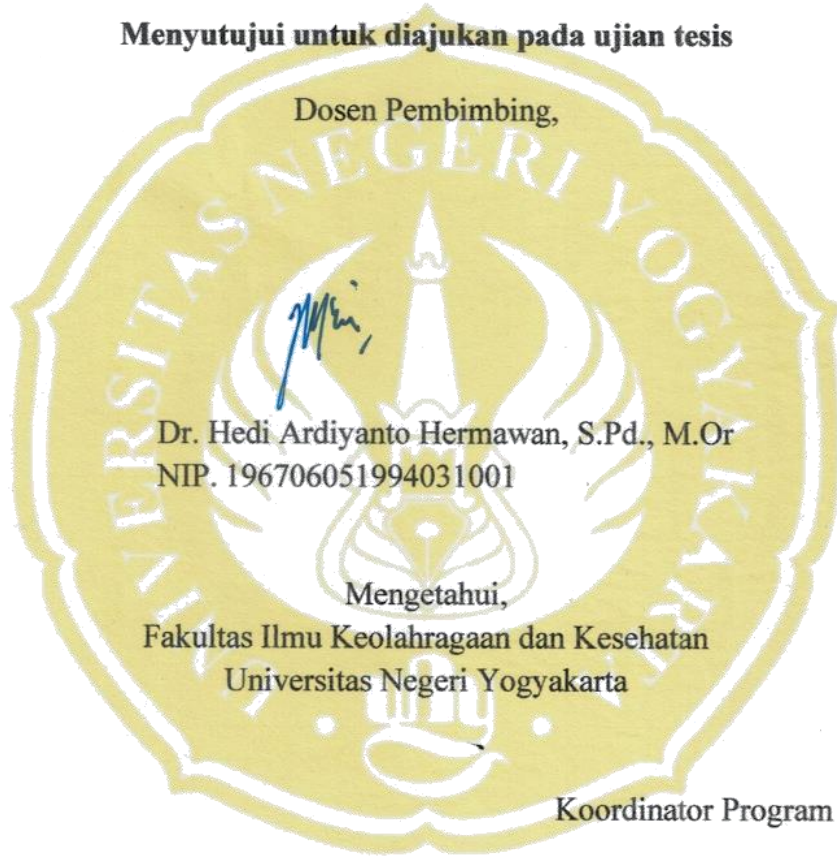 Menyutujui untuk diajukan pada ujian tesis
Dosen Pembimbing,
UNIVERSITAS NEGERI YOGYAKARTA
Dr. Hedi Ardiyanto Hermawan, S.Pd., M.Or
NIP. 196706051994031001
Mengetahui,
Fakultas Ilmu Keolahragaan dan Kesehatan
Universitas Negeri Yogyakarta
Koordinator Program